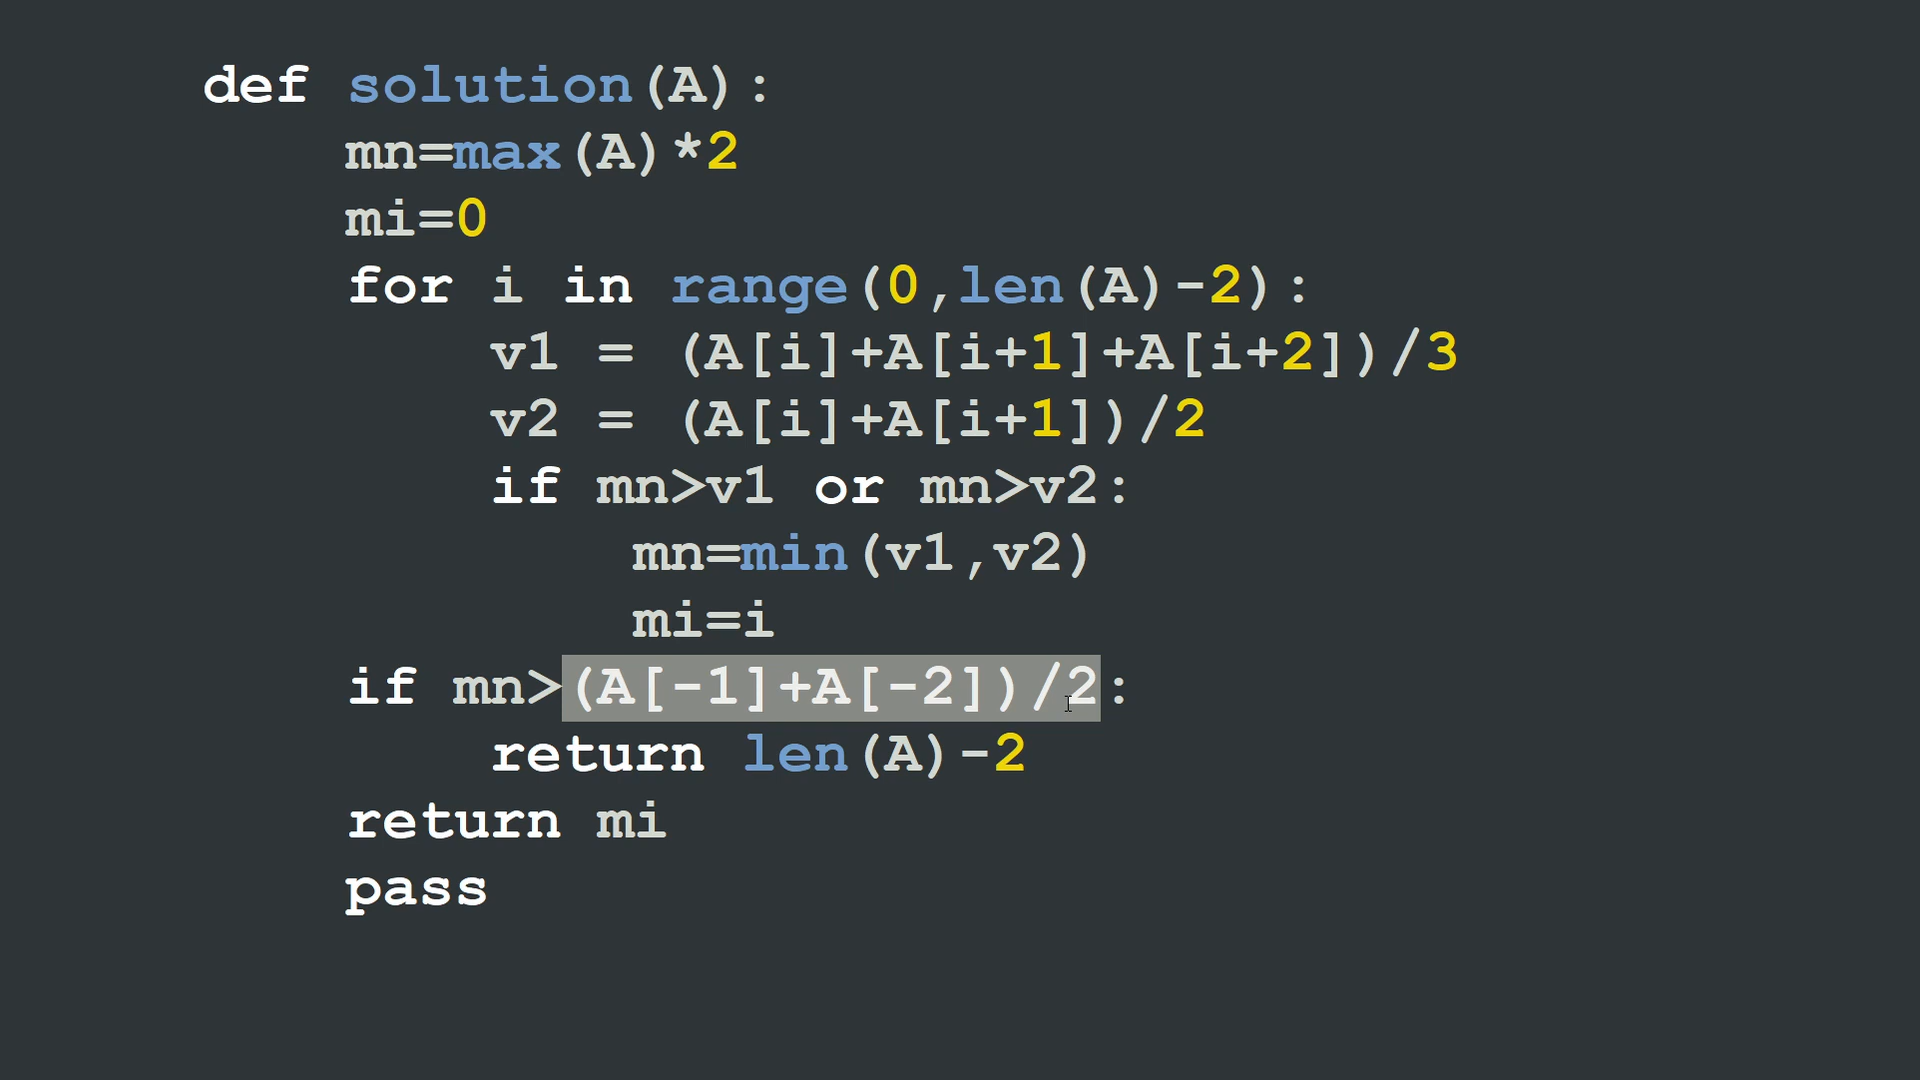 def solution(A):
    mn=max(A)*2
    mi=0
    for i in range(0,len(A)-2):
        v1 = (A[i]+A[i+1]+A[i+2])/3
        v2 = (A[i]+A[i+1])/2
        if mn>v1 or mn>v2:
            mn=min(v1,v2)
            mi=i
    if mn>(A[-1]+A[-2])/2:
        return len(A)-2
    return mi
    pass